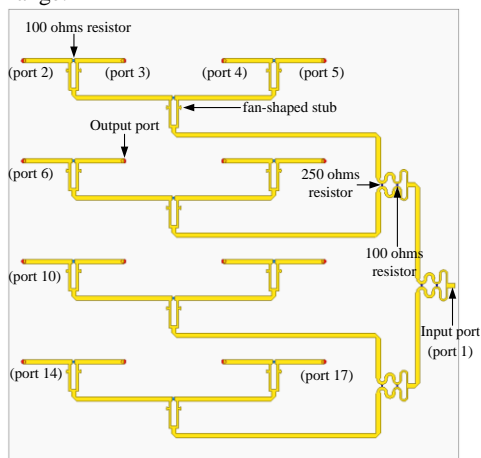 100 ohms resistor
(port 2)
(port 3)
(port 4)
(port 5)
fan-shaped stub
Output port
(port 6)
250 ohms
resistor
100 ohms
resistor
(port 10)
Input port
(port 1)
(port 14)
(port 17)